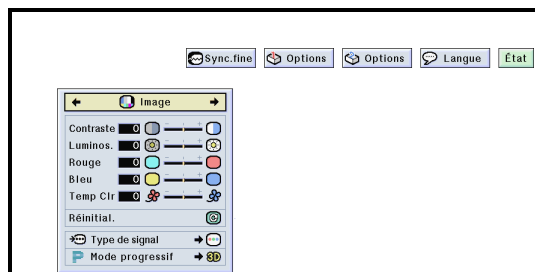 Sync.fine Options Options Langue État
Image
Contraste 0
Luminos. 0
Rouge 0
Bleu 0
Temp Clr 0
Réinitial.
Type de signal
P Mode progressif 3D